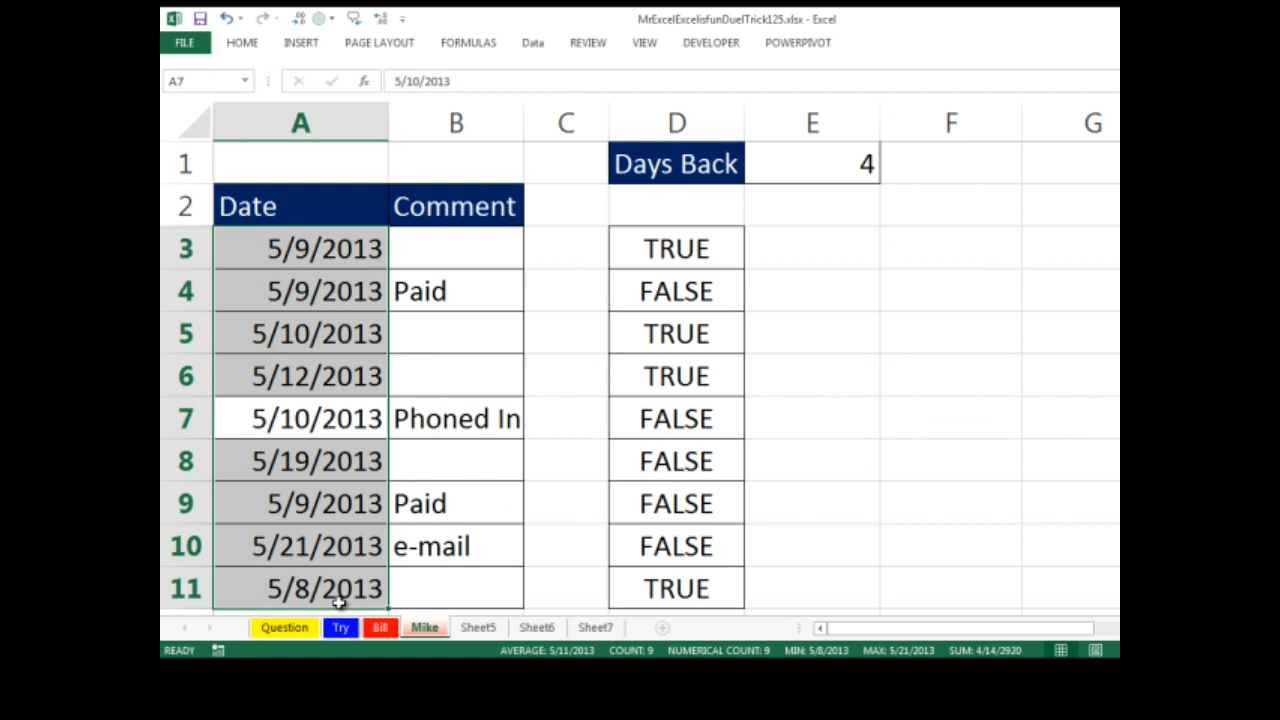 MrExcelExcelisfunDuelTrick125.xlsx - Excel
FILE HOME INSERT PAGE LAYOUT FORMULAS Data REVIEW VIEW DEVELOPER POWERPIVOT
A7 fx 5/10/2013
A B C D E F G
1 Days Back 4
2 Date Comment
3 5/9/2013 TRUE
4 5/9/2013 Paid FALSE
5 5/10/2013 TRUE
6 5/12/2013 TRUE
7 5/10/2013 Phoned In FALSE
8 5/19/2013 FALSE
9 5/9/2013 Paid FALSE
10 5/21/2013 e-mail FALSE
11 5/8/2013 TRUE
Question Try Bill Mike Sheet5 Sheet6 Sheet7
READY AVERAGE: 5/11/2013 COUNT: 9 NUMERICAL COUNT: 9 MIN: 5/8/2013 MAX: 5/21/2013 SUM: 4/14/2920